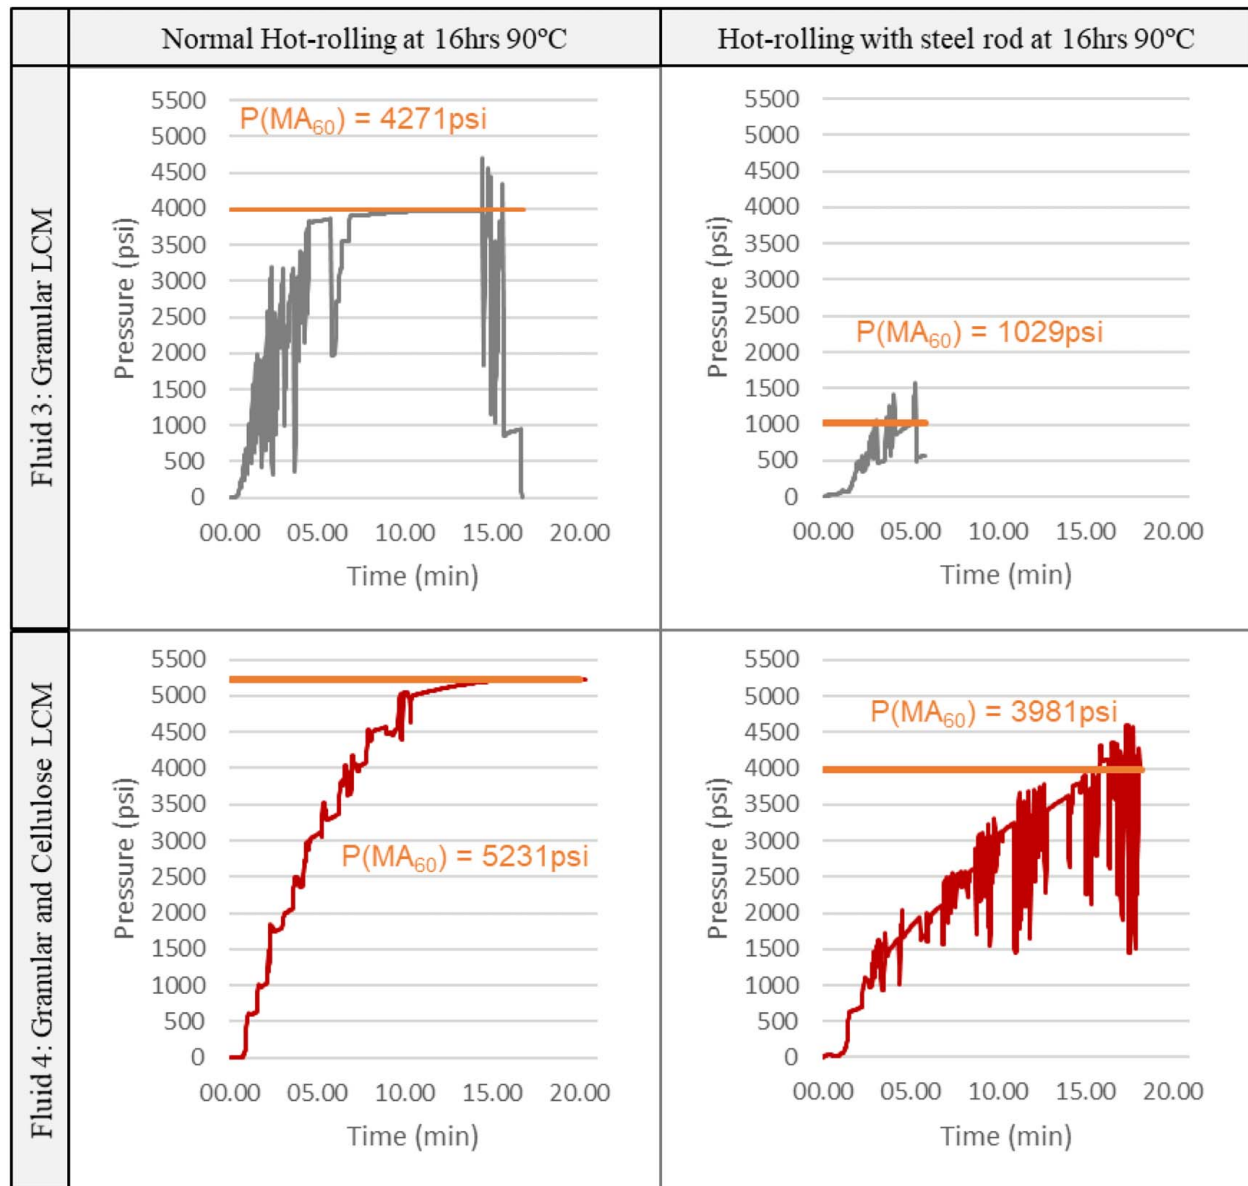 Normal Hot-rolling at 16hrs 90ºC
Hot-rolling with steel rod at 16hrs 90ºC
Fluid 3: Granular LCM
5500
5000
4500
4000
3500
3000
2500
2000
1500
1000
500
0
Pressure (psi)
P(MA60) = 4271psi
00.00 05.00 10.00 15.00 20.00
Time (min)
5500
5000
4500
4000
3500
3000
2500
2000
1500
1000
500
0
Pressure (psi)
P(MA60) = 1029psi
00.00 05.00 10.00 15.00 20.00
Time (min)
Fluid 4: Granular and Cellulose LCM
5500
5000
4500
4000
3500
3000
2500
2000
1500
1000
500
0
Pressure (psi)
P(MA60) = 5231psi
00.00 05.00 10.00 15.00 20.00
Time (min)
5500
5000
4500
4000
3500
3000
2500
2000
1500
1000
500
0
Pressure (psi)
P(MA60) = 3981psi
00.00 05.00 10.00 15.00 20.00
Time (min)